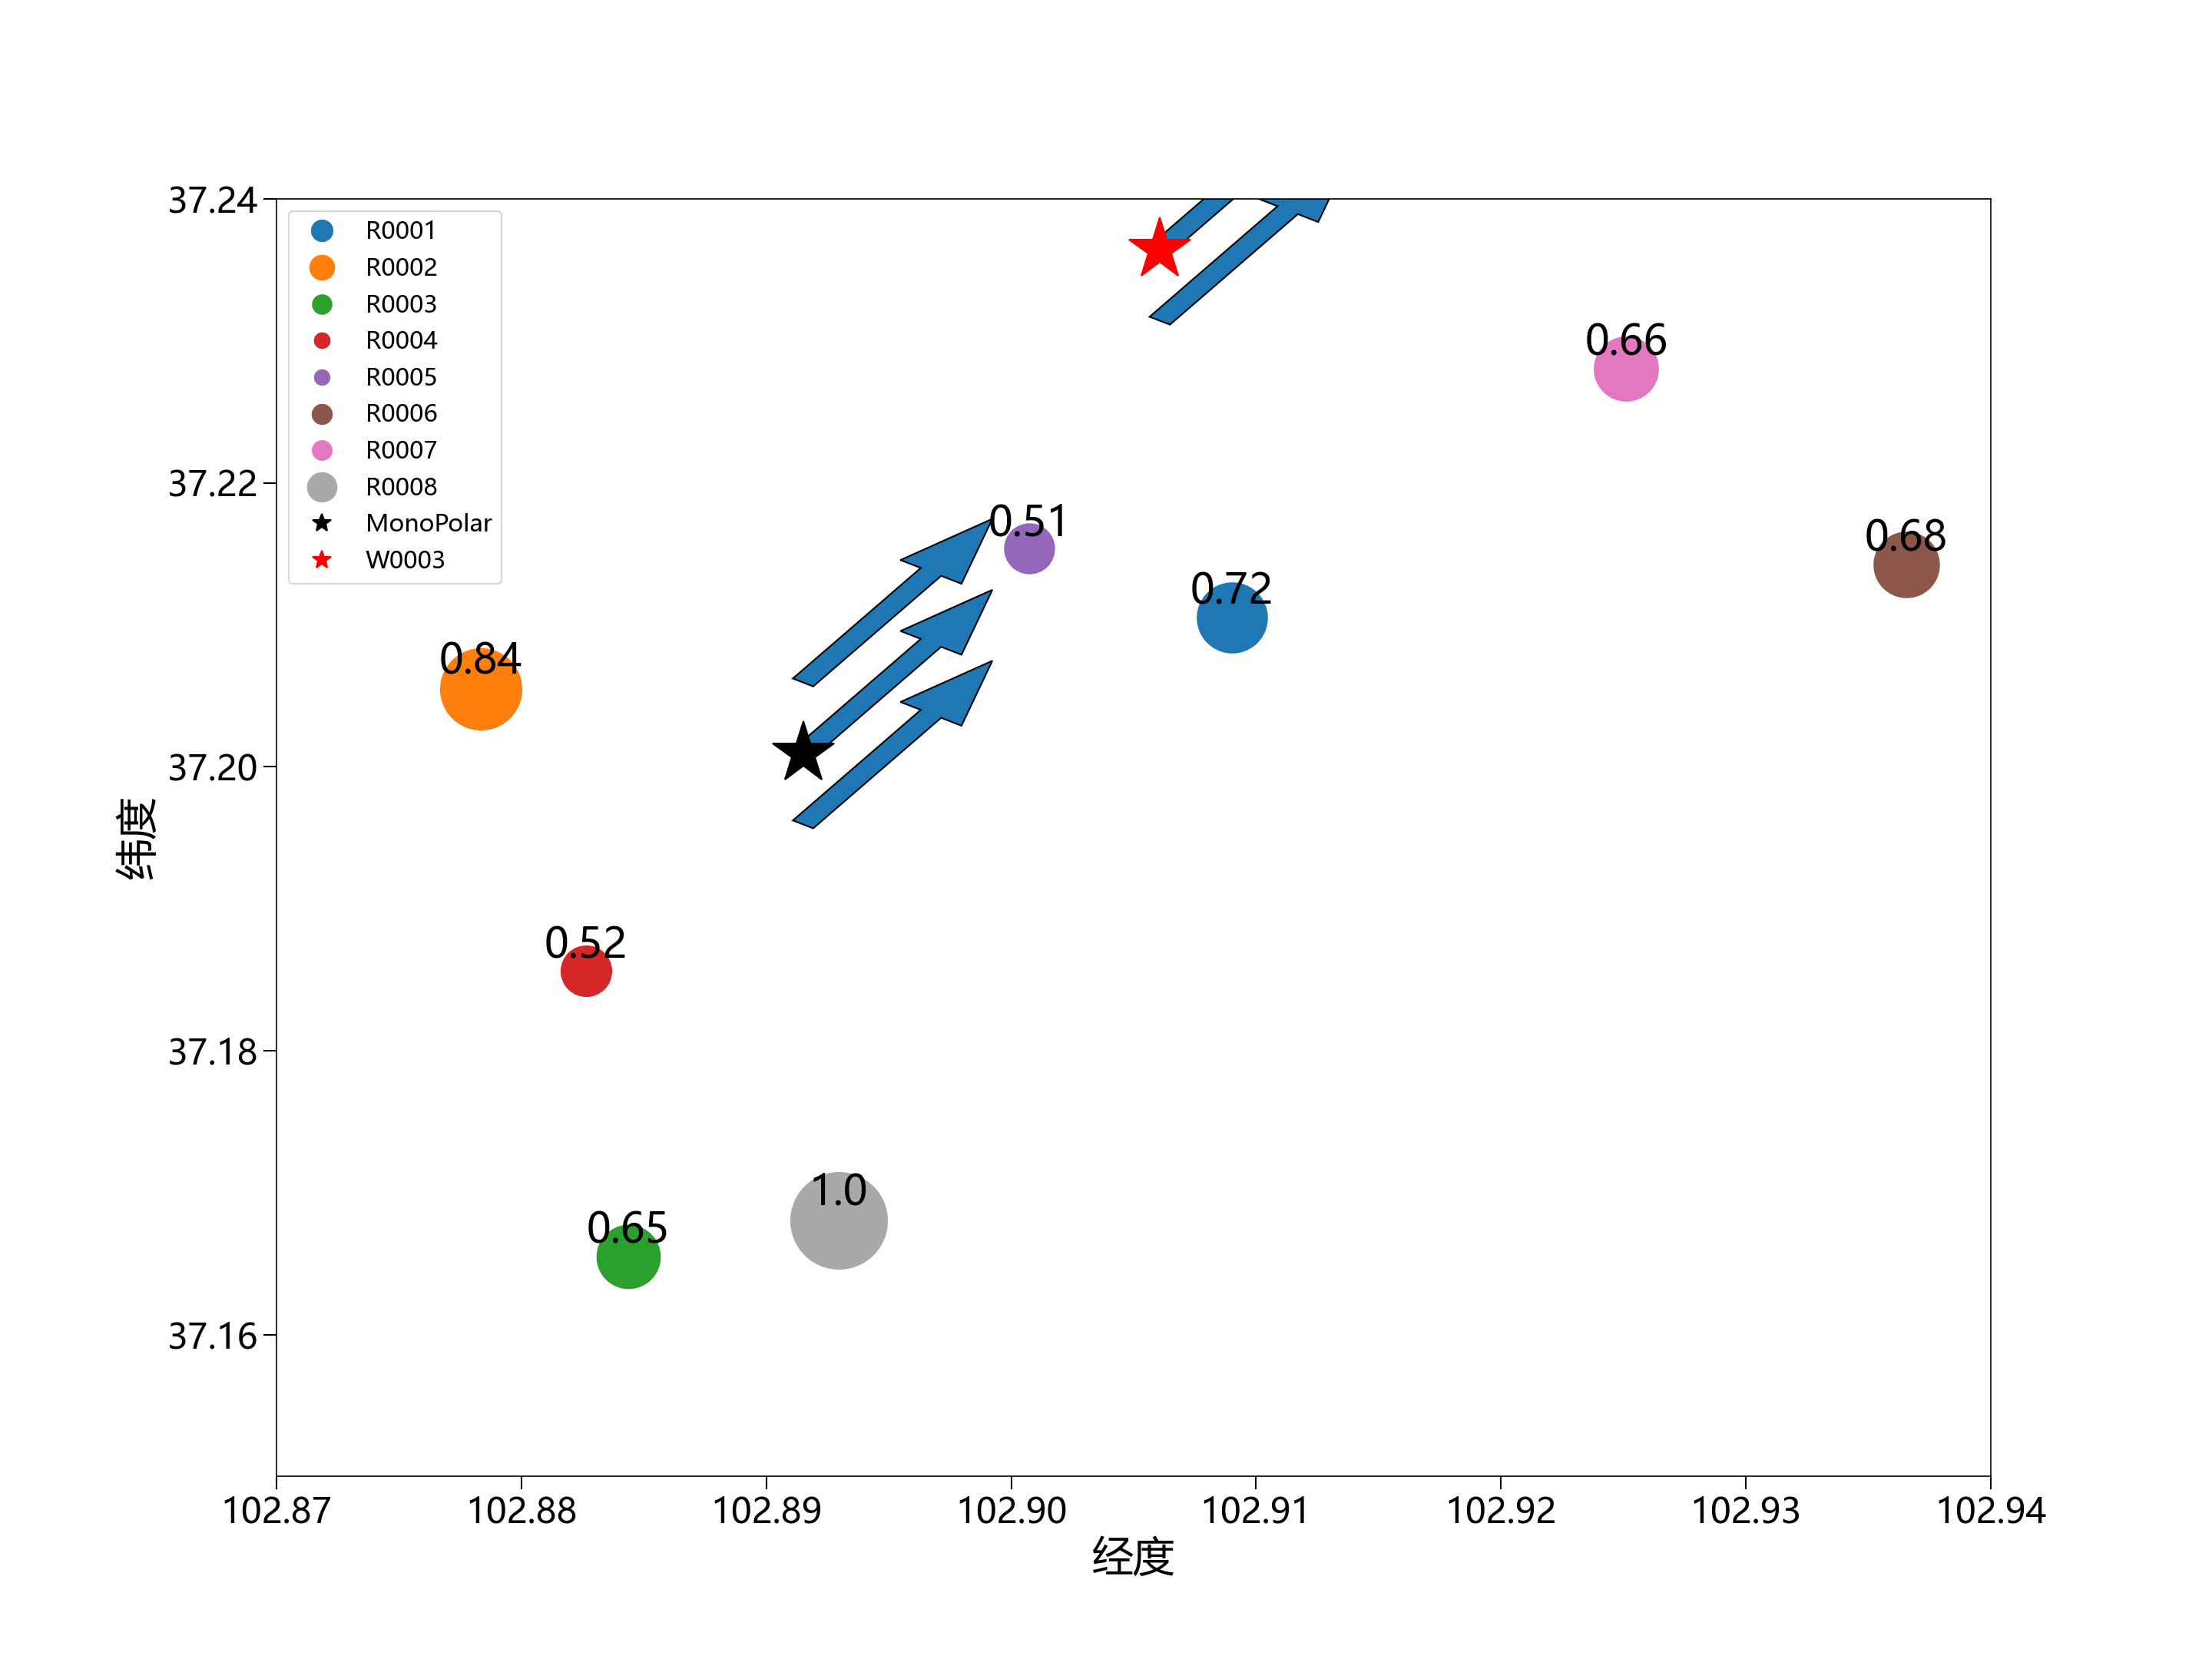 37.24
37.22
37.20
37.18
37.16
纬度
R0001
R0002
R0003
R0004
R0005
R0006
R0007
R0008
MonoPolar
W0003
0.66
0.51
0.68
0.72
0.84
0.52
1.0
0.65
102.87 102.88 102.89 102.90 102.91 102.92 102.93 102.94
经度